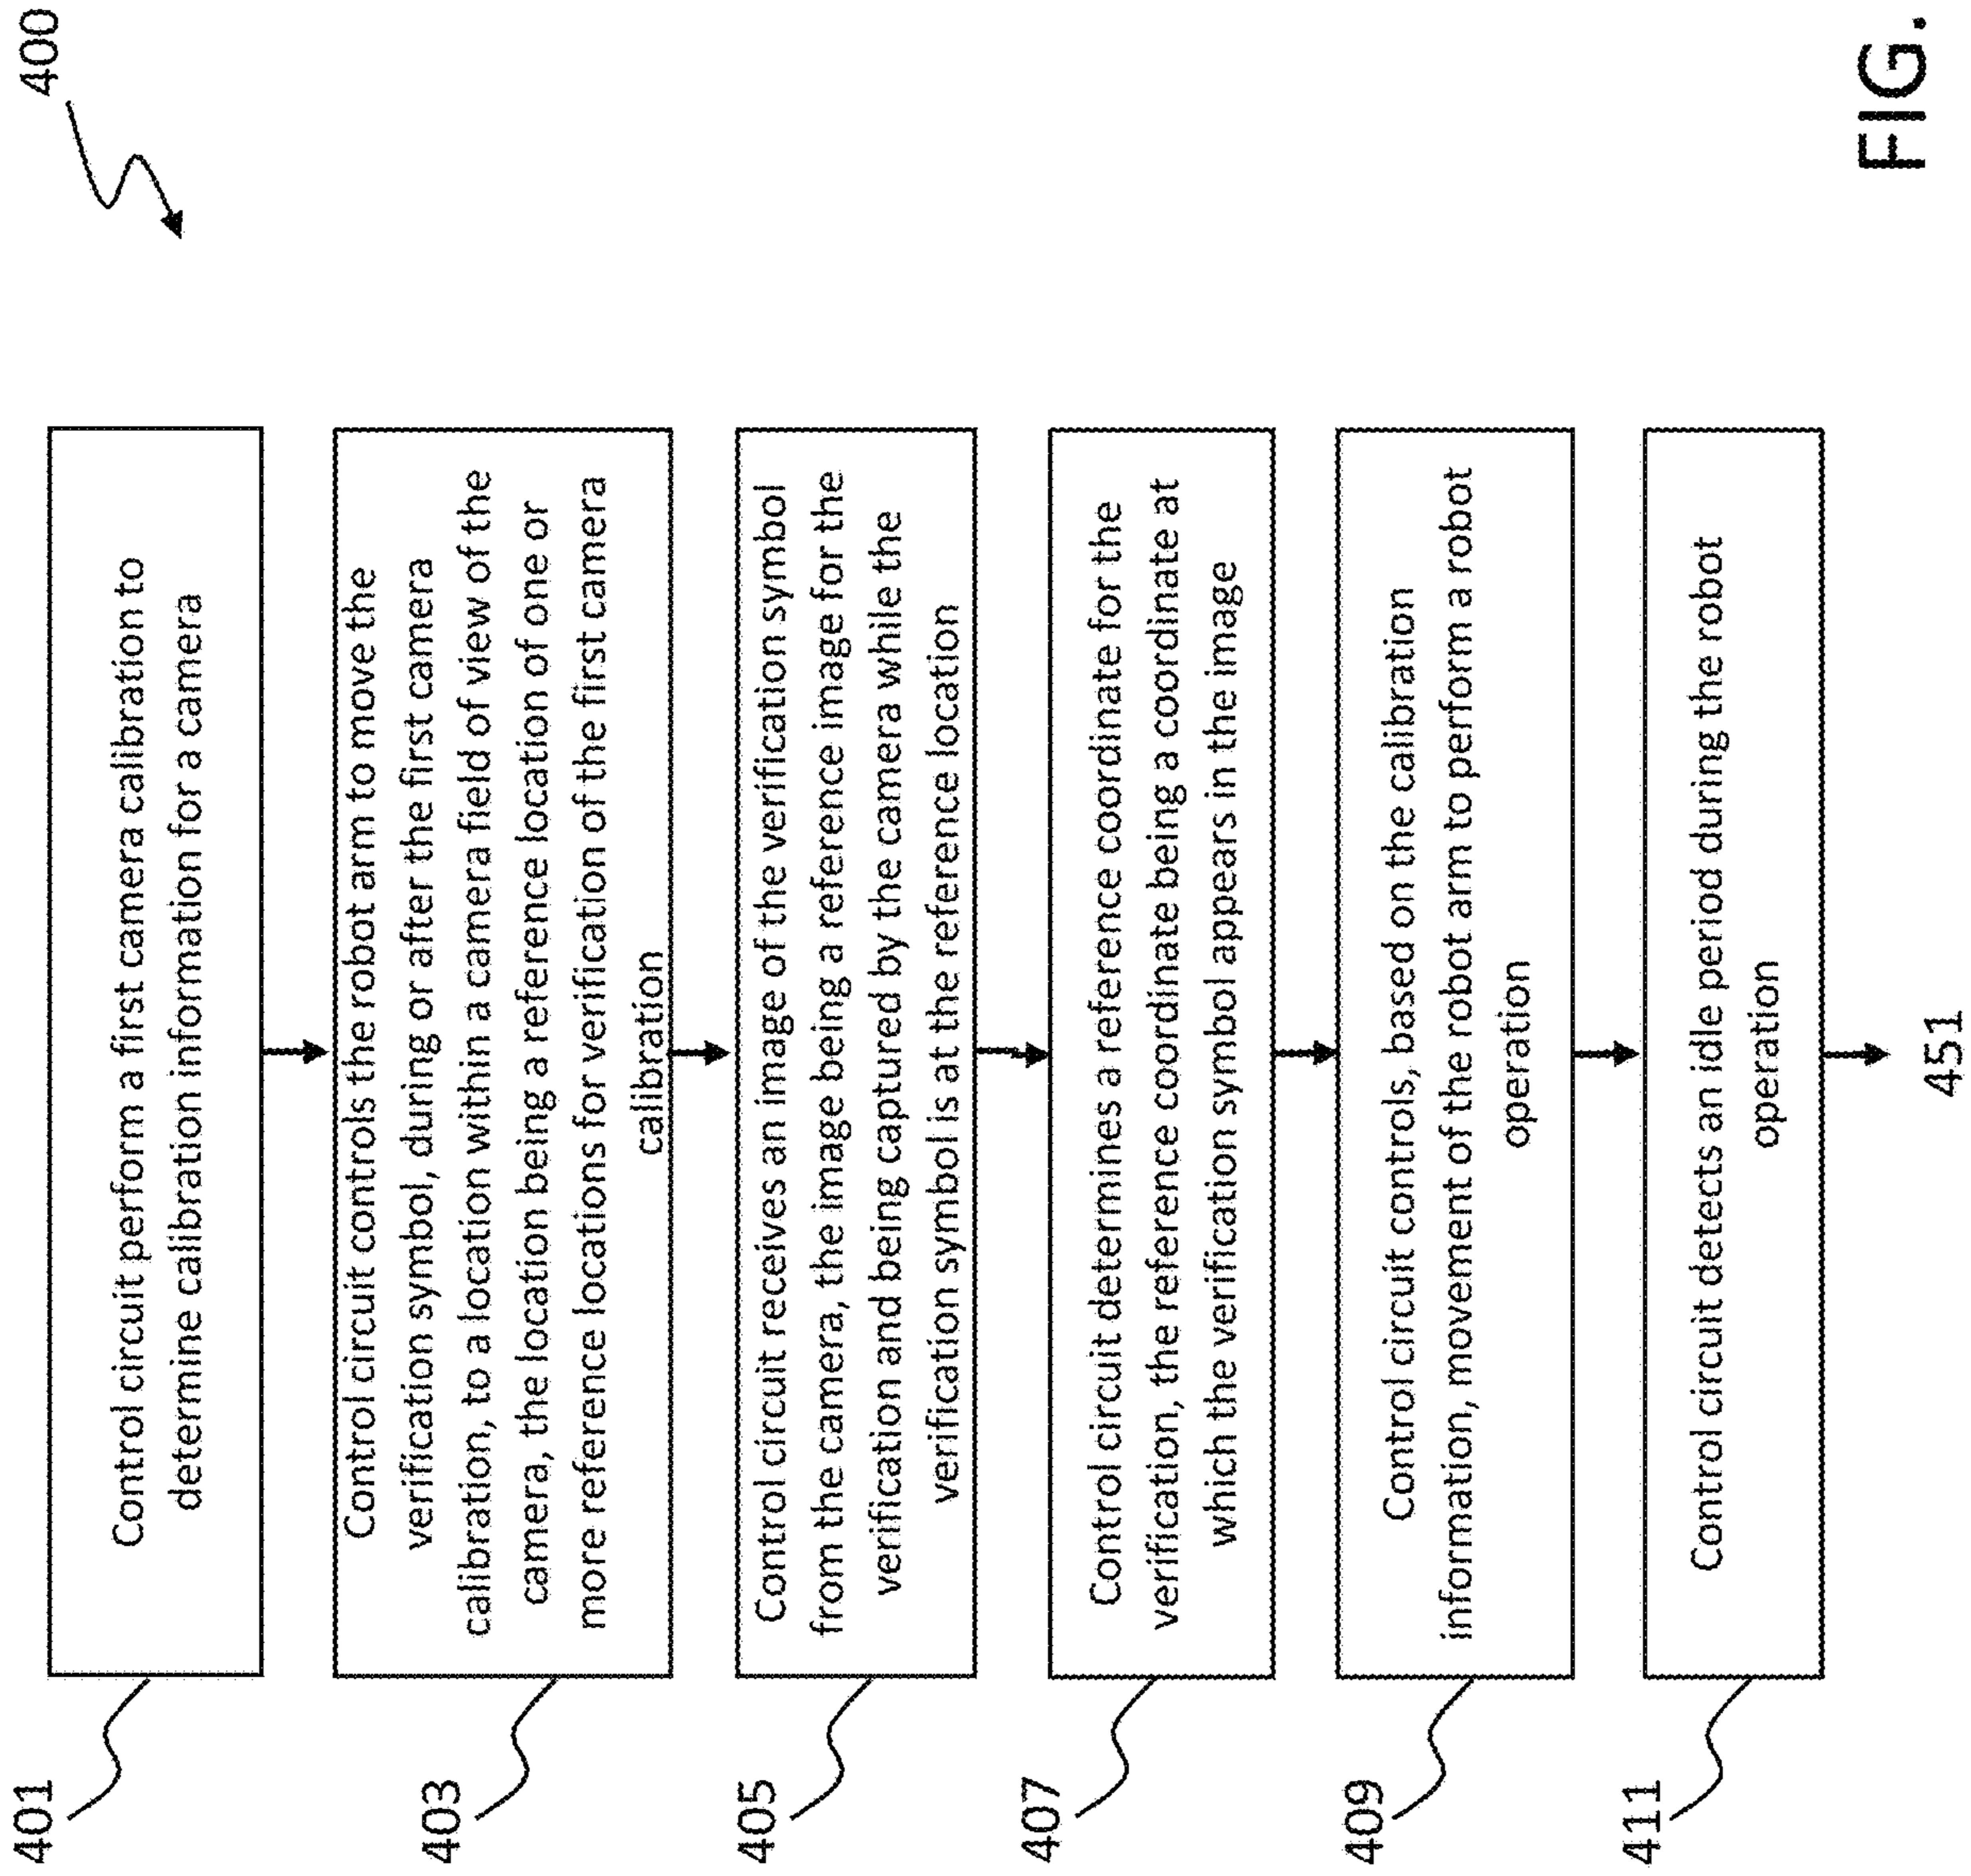 400
401
Control circuit perform a first camera calibration to
determine calibration information for a camera
403
Control circuit controls the robot arm to move the
verification symbol, during or after the first camera
calibration, to a location within a camera field of view of the
camera, the location being a reference location of one or
more reference locations for verification of the first camera
calibration
405
Control circuit receives an image of the verification symbol
from the camera, the image being a reference image for the
verification and being captured by the camera while the
verification symbol is at the reference location
407
Control circuit determines a reference coordinate for the
verification, the reference coordinate being a coordinate at
which the verification symbol appears in the image
409
Control circuit controls, based on the calibration
information, movement of the robot arm to perform a robot
operation
411
Control circuit detects an idle period during the robot
operation
451
FIG.